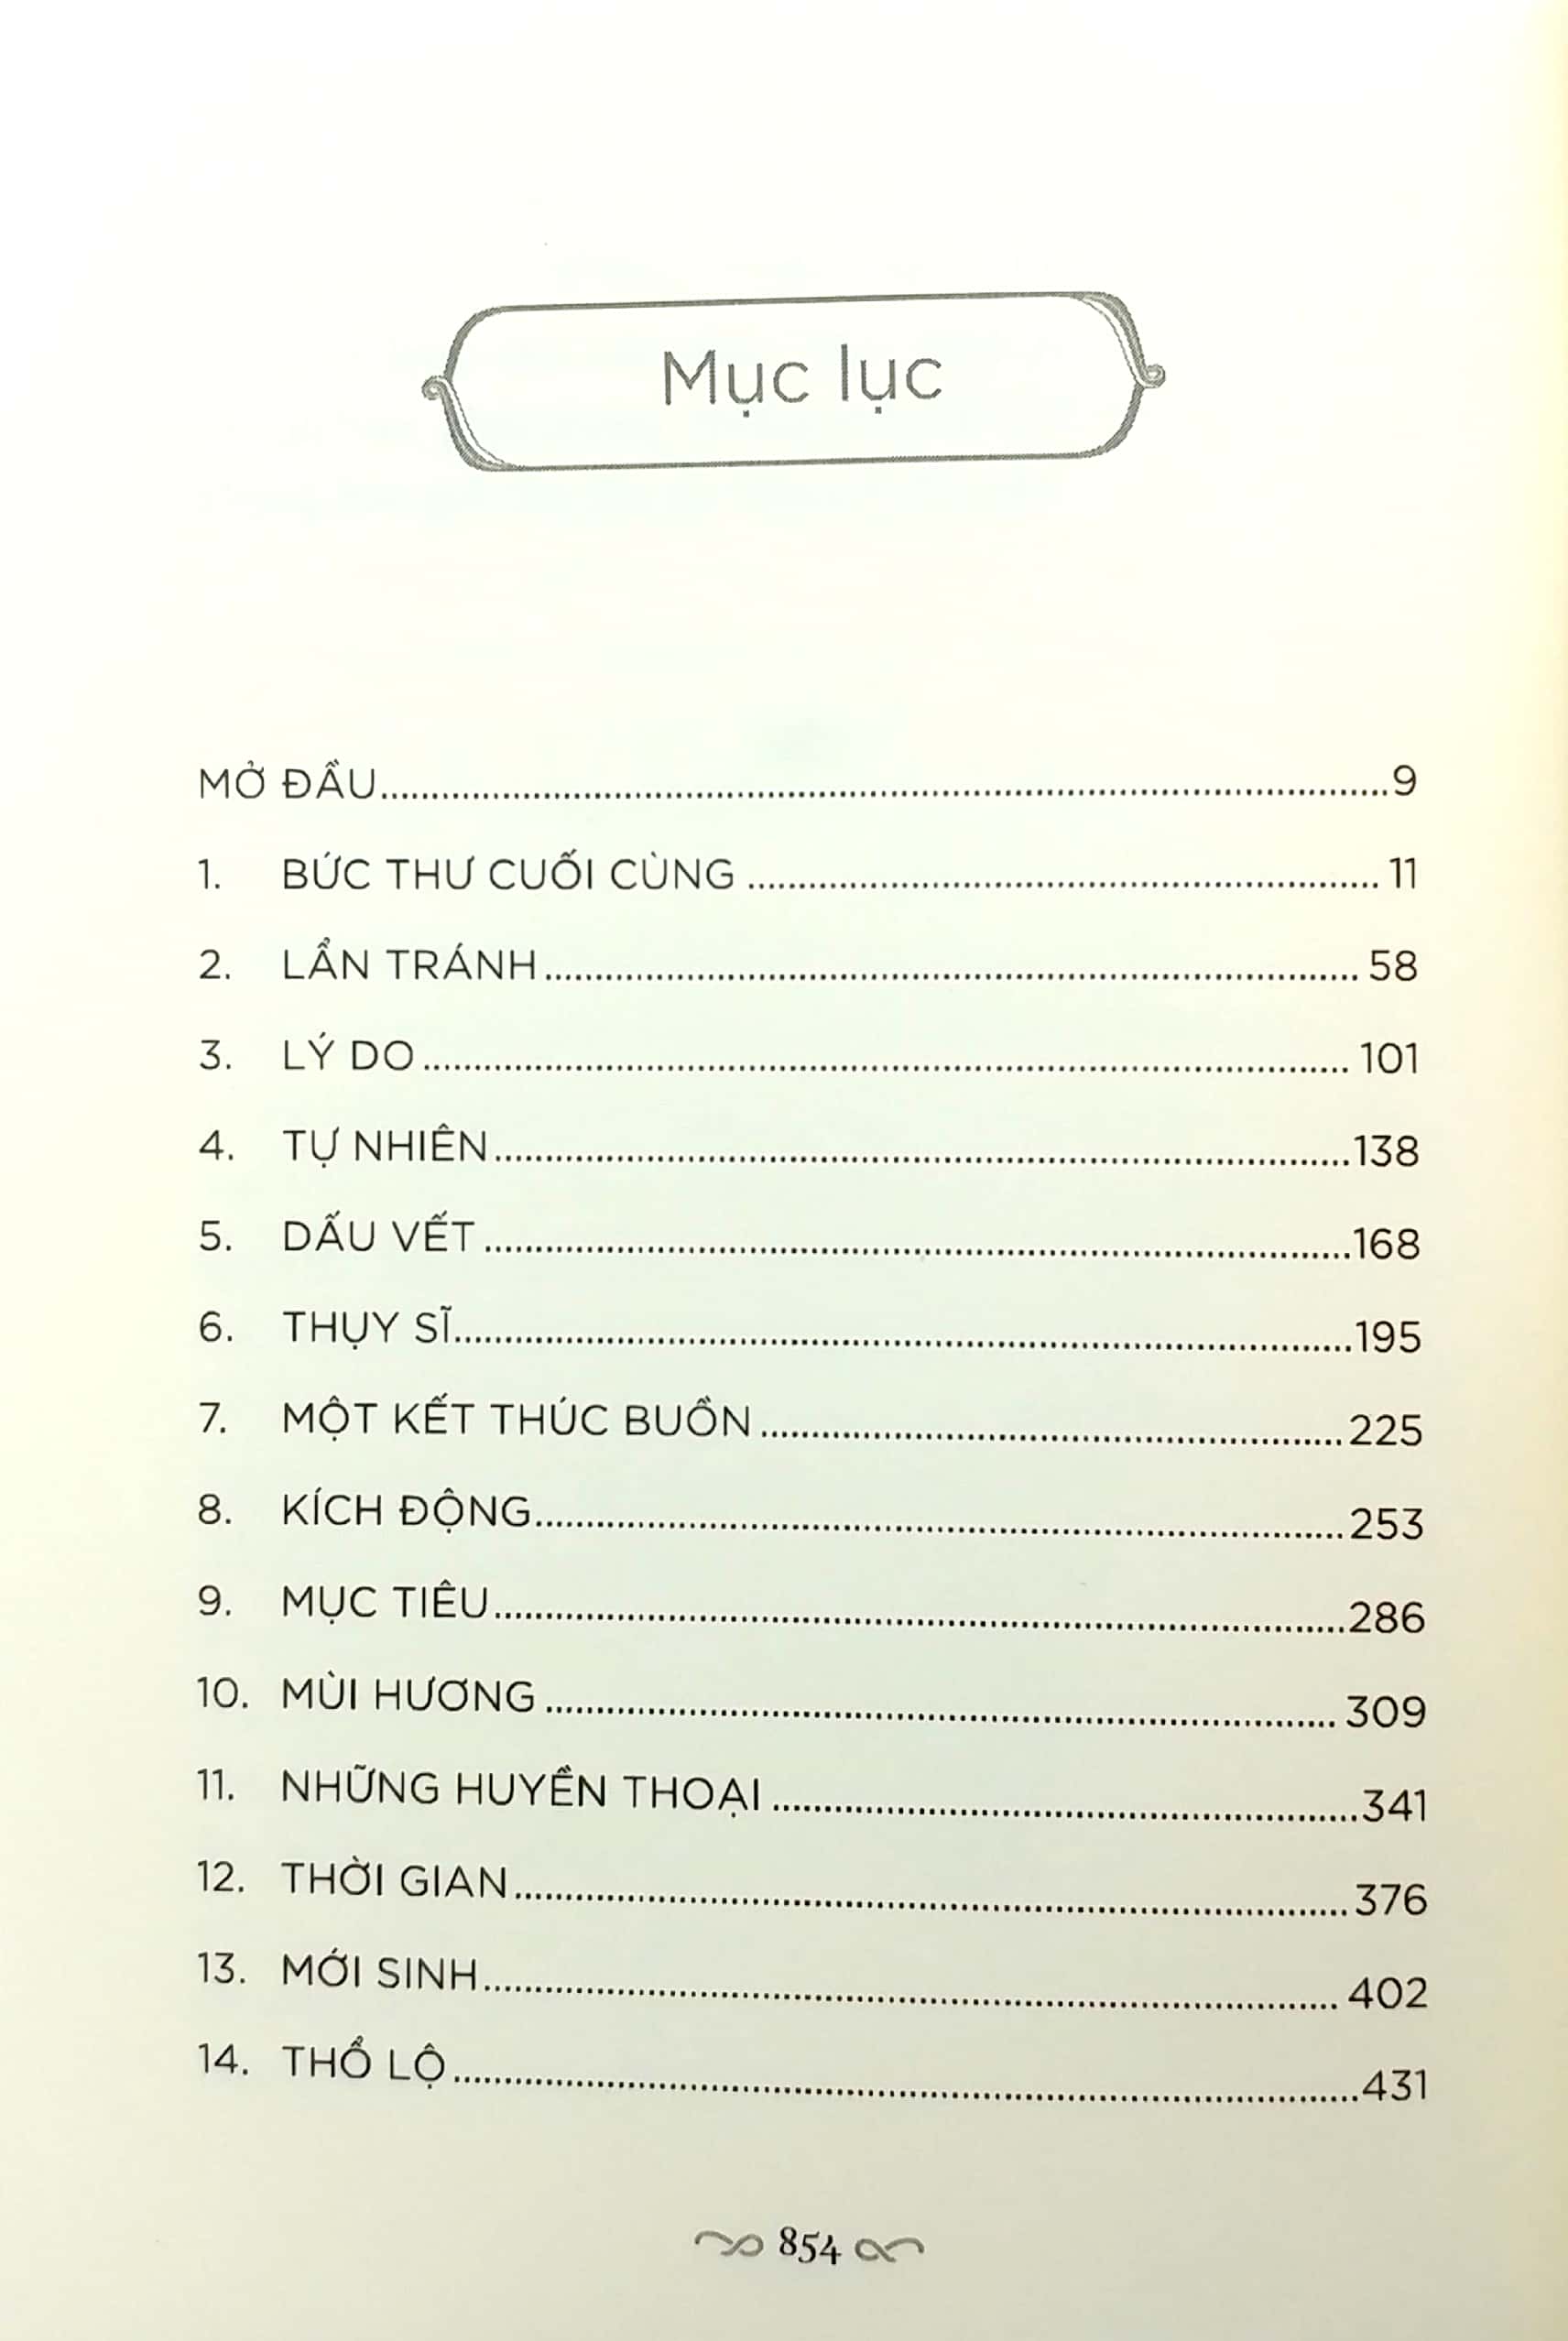 Mục lục
MỞ ĐẦU........................................................................................................9
1. BỨC THƯ CUỐI CÙNG ................................................................ 11
2. LẨN TRÁNH.................................................................................... 58
3. LÝ DO............................................................................................... 101
4. TỰ NHIÊN........................................................................................138
5. DẤU VẾT .........................................................................................168
6. THỤY SĨ............................................................................................195
7. MỘT KẾT THÚC BUỒN............................................................225
8. KÍCH ĐỘNG...................................................................................253
9. MỤC TIÊU.......................................................................................286
10. MÙI HƯƠNG ................................................................................. 309
11. NHỮNG HUYỀN THOẠI ............................................................341
12. THỜI GIAN.....................................................................................376
13. MỚI SINH........................................................................................ 402
14. THỔ LỘ............................................................................................431
854